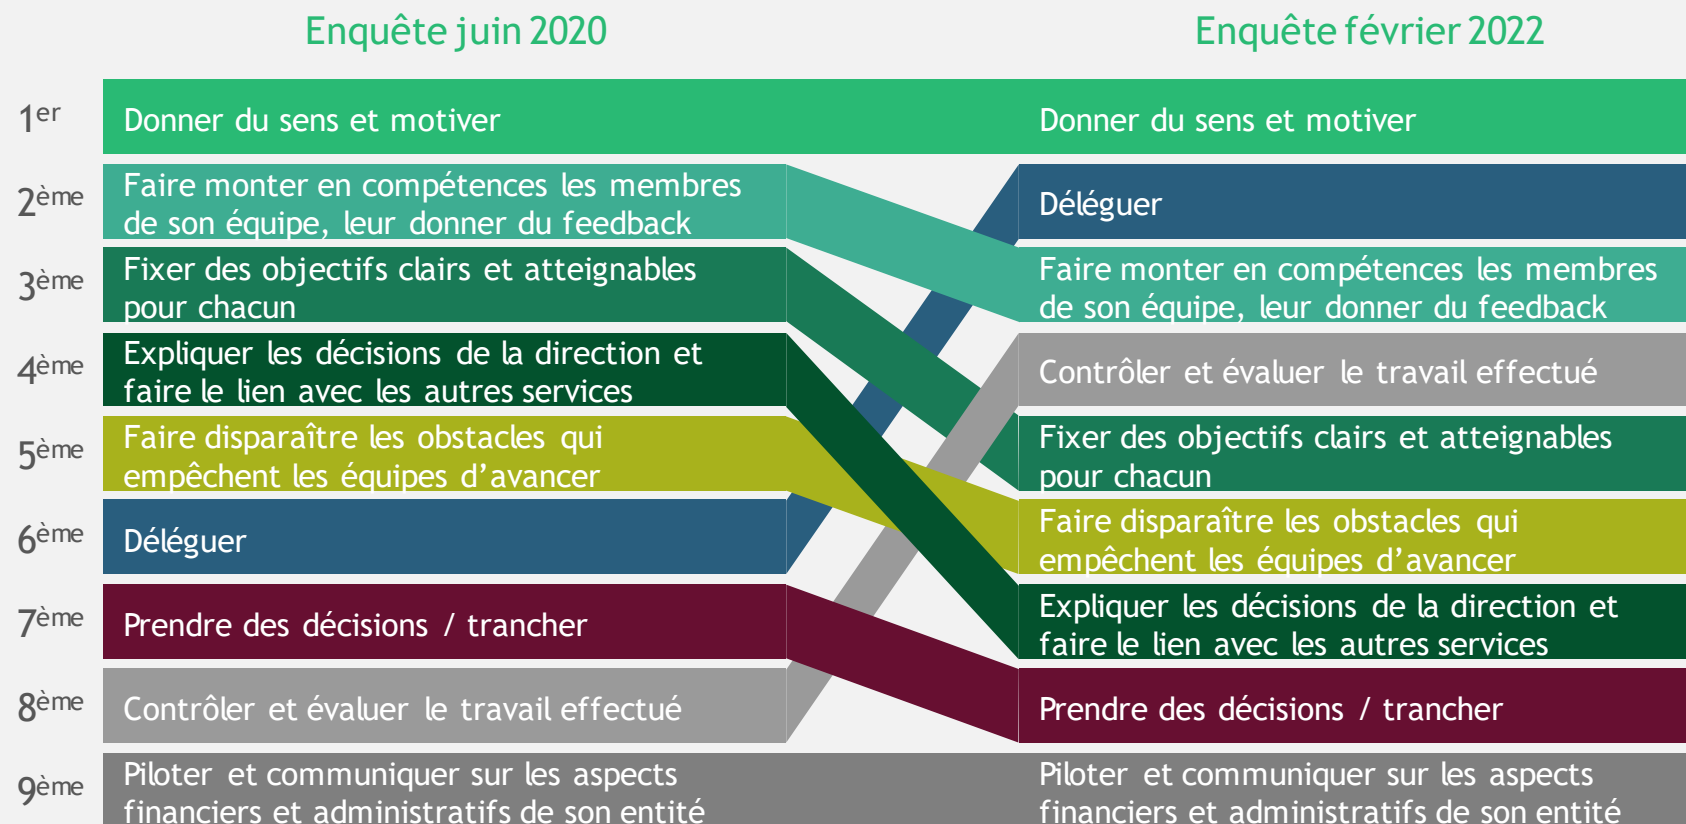 Enquête juin 2020
Enquête février 2022
1er
Donner du sens et motiver
Donner du sens et motiver
2ème
Faire monter en compétences les membres
de son équipe, leur donner du feedback
Déléguer
3ème
Fixer des objectifs clairs et atteignables
pour chacun
Faire monter en compétences les membres
de son équipe, leur donner du feedback
4ème
Expliquer les décisions de la direction et
faire le lien avec les autres services
Contrôler et évaluer le travail effectué
5ème
Faire disparaître les obstacles qui
empêchent les équipes d’avancer
Fixer des objectifs clairs et atteignables
pour chacun
6ème
Déléguer
Faire disparaître les obstacles qui
empêchent les équipes d’avancer
7ème
Prendre des décisions / trancher
Expliquer les décisions de la direction et
faire le lien avec les autres services
8ème
Contrôler et évaluer le travail effectué
Prendre des décisions / trancher
9ème
Piloter et communiquer sur les aspects
financiers et administratifs de son entité
Piloter et communiquer sur les aspects
financiers et administratifs de son entité